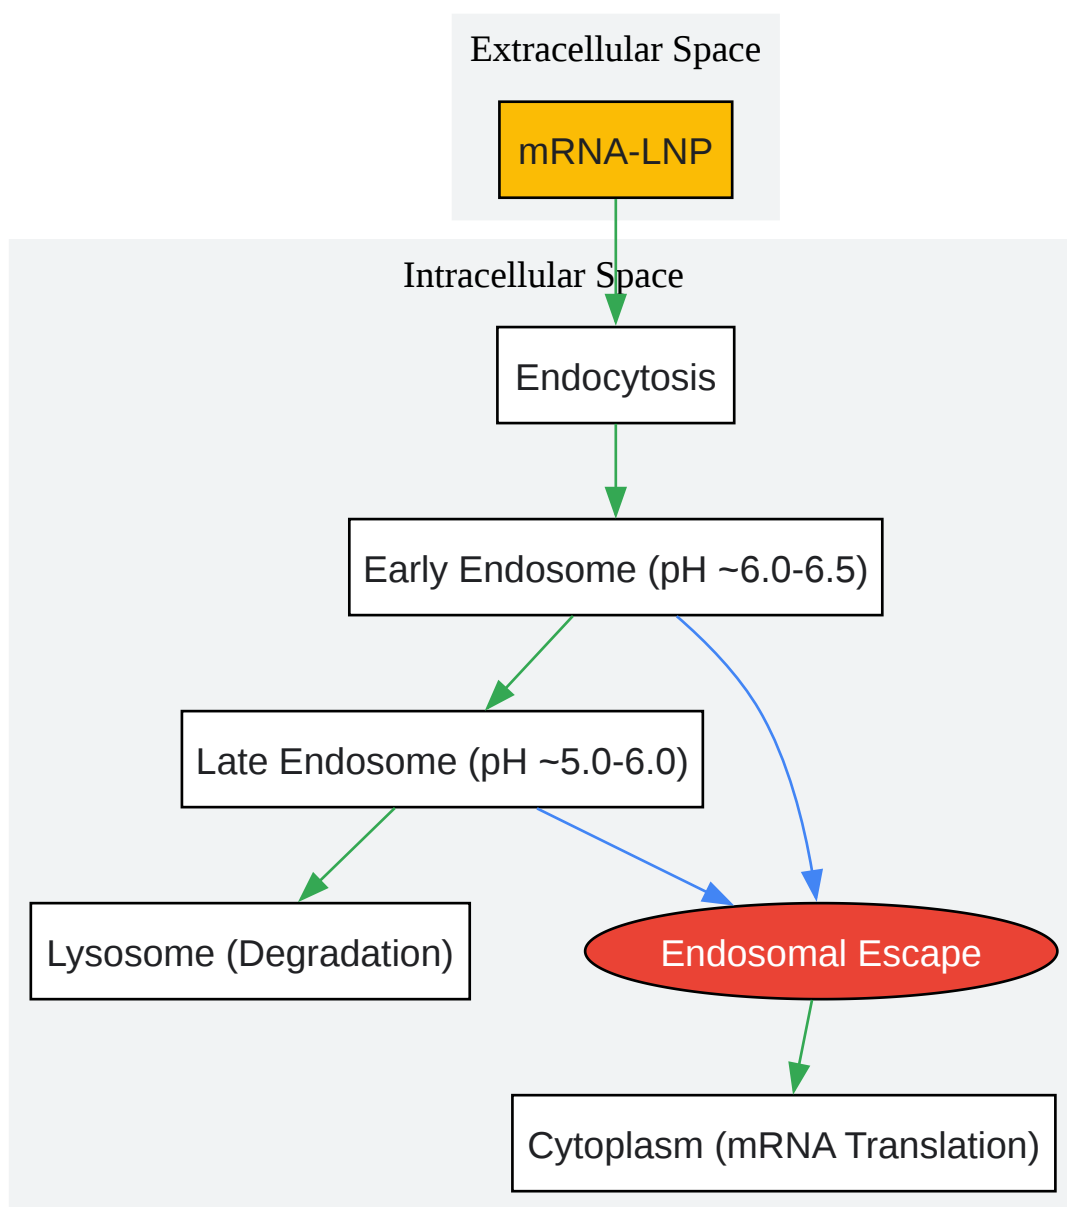 Extracellular Space
mRNA-LNP
Intracellular Space
Endocytosis
Early Endosome (pH ~6.0-6.5)
Late Endosome (pH ~5.0-6.0)
Lysosome (Degradation)
Endosomal Escape
Cytoplasm (mRNA Translation)